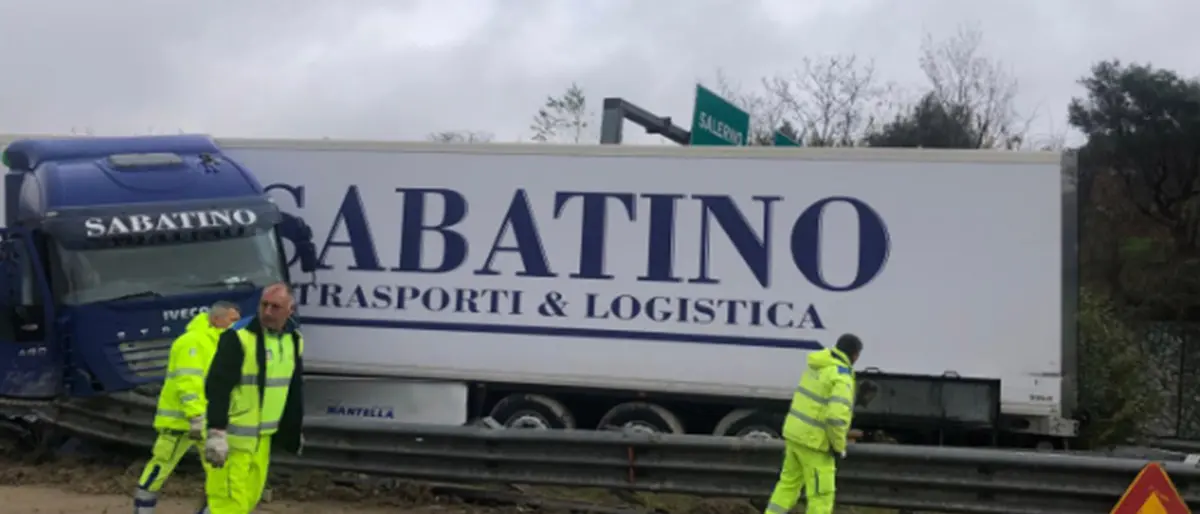 SALERNO
SABATINO
TRASPORTI & LOGISTICA
SABATINO
IVECO
MANTELLA